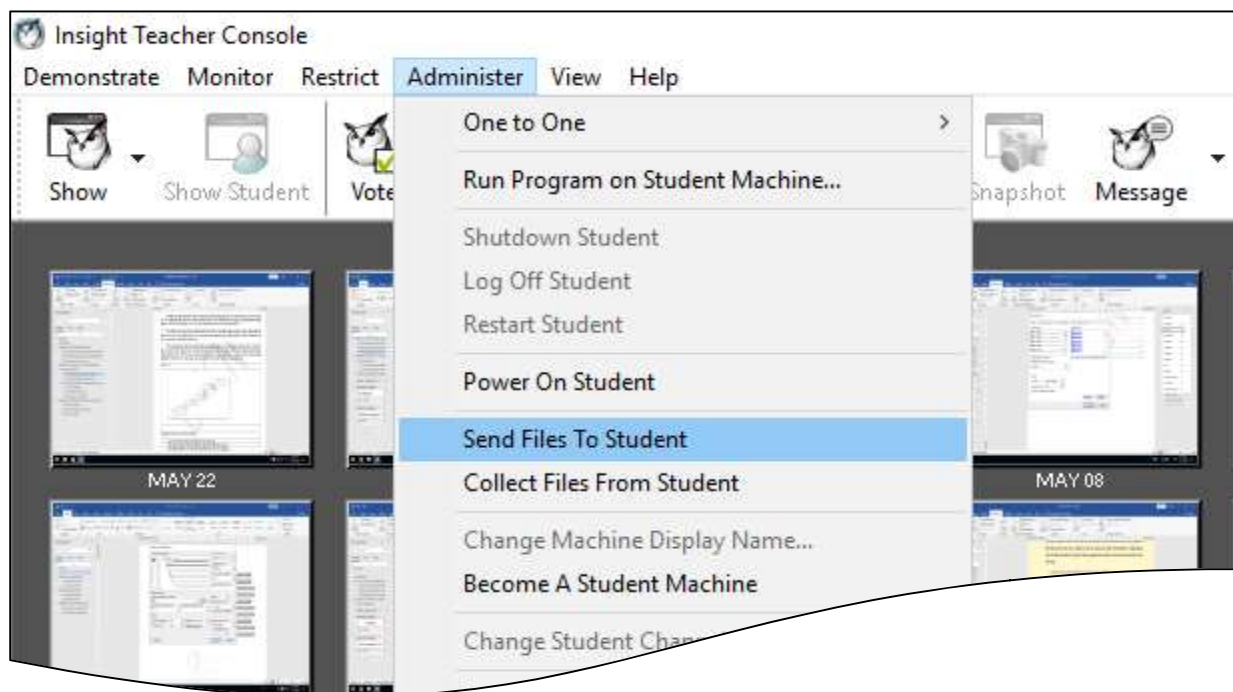 Insight Teacher Console
Demonstrate Monitor Restrict Administer View Help
Show Show Student Vote Snapshot Message
One to One
Run Program on Student Machine...
Shutdown Student
Log Off Student
Restart Student
Power On Student
Send Files To Student
Collect Files From Student
Change Machine Display Name...
Become A Student Machine
Change Student
MAY 22 MAY 08